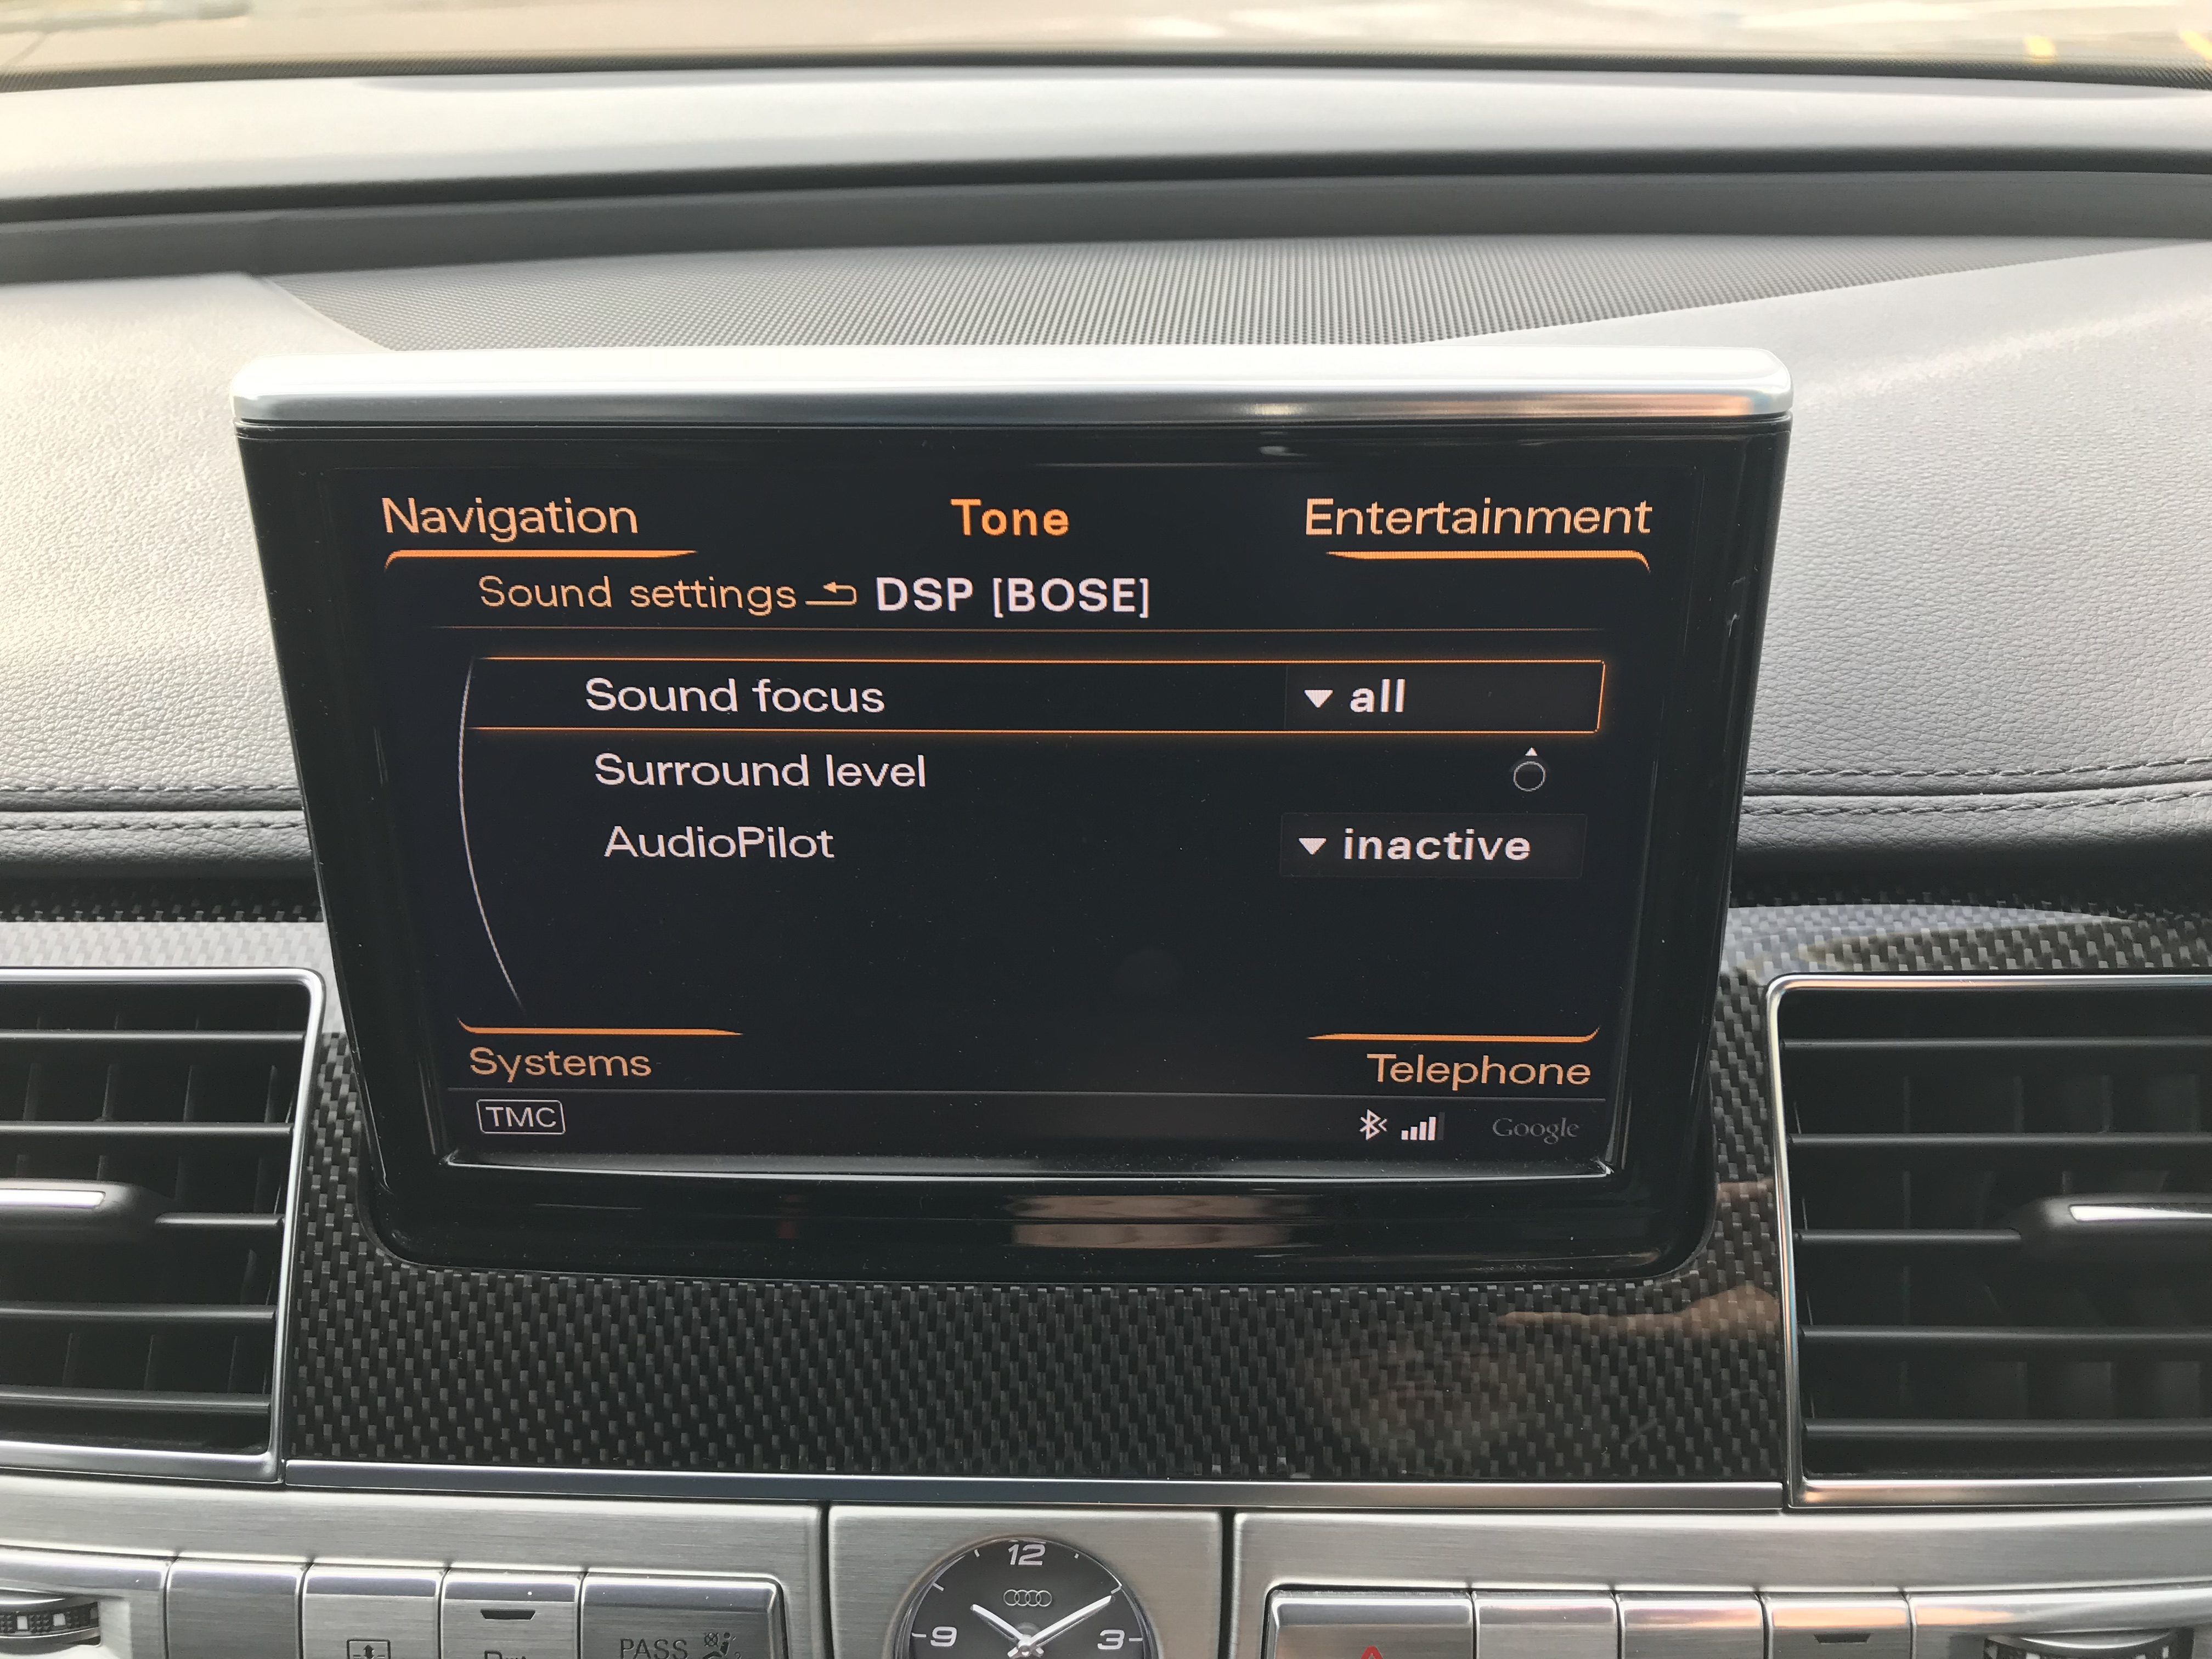 Navigation Tone Entertainment
Sound settings DSP [BOSE]
Sound focus all
Surround level
AudioPilot inactive
Systems Telephone
TMC Google
12
9 3
PASS